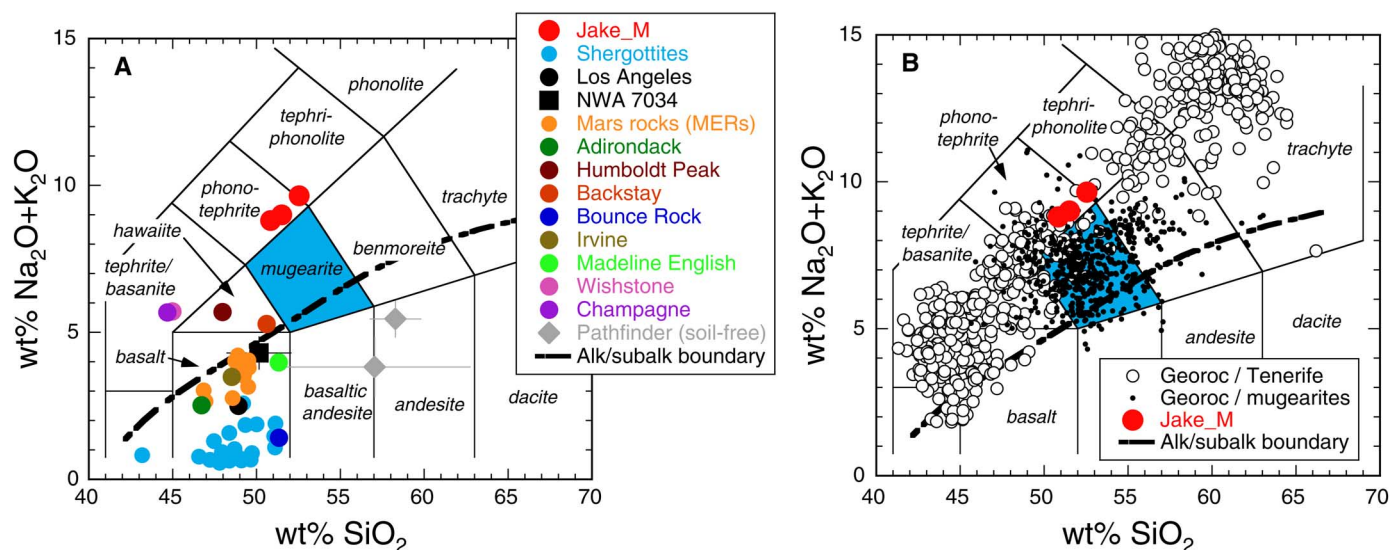 A
15
10
5
0
wt% Na2O+K2O
40
45
50
55
60
65
70
wt% SiO2
phonolite
tephri-
phonolite
phono-
tephrite
trachyte
hawaiite
benmoreite
mugearite
tephrite/
basanite
basalt
basaltic
andesite
andesite
dacite
Jake_M
Shergottites
Los Angeles
NWA 7034
Mars rocks (MERs)
Adirondack
Humboldt Peak
Backstay
Bounce Rock
Irvine
Madeline English
Wishstone
Champagne
Pathfinder (soil-free)
Alk/subalk boundary
B
15
10
5
0
wt% Na2O+K2O
40
45
50
55
60
65
70
wt% SiO2
tephri-
phonolite
phono-
tephrite
trachyte
tephrite/
basanite
andesite
dacite
basalt
Georoc / Tenerife
Georoc / mugearites
Jake_M
Alk/subalk boundary